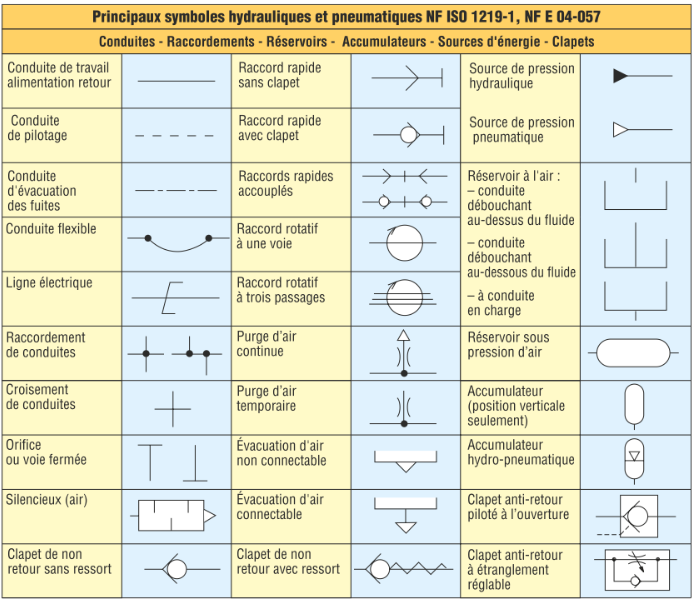 Principaux symboles hydrauliques et pneumatiques NF ISO 1219-1, NF E 04-057
Conduites - Raccordements - Réservoirs - Accumulateurs - Sources d'énergie - Clapets
Conduite de travail
alimentation retour
Raccord rapide
sans clapet
Source de pression
hydraulique
Conduite
de pilotage
Raccord rapide
avec clapet
Source de pression
pneumatique
Conduite
d'évacuation
des fuites
Raccords rapides
accouplés
Réservoir à l'air :
– conduite
débouchant
au-dessus du fluide
Conduite flexible
Raccord rotatif
à une voie
– conduite
débouchant
au-dessous du fluide
Ligne électrique
Raccord rotatif
à trois passages
– à conduite
en charge
Raccordement
de conduites
Purge d'air
continue
Réservoir sous
pression d'air
Croisement
de conduites
Purge d'air
temporaire
Accumulateur
(position verticale
seulement)
Orifice
ou voie fermée
Évacuation d'air
non connectable
Accumulateur
hydro-pneumatique
Silencieux (air)
Évacuation d'air
connectable
Clapet anti-retour
piloté à l'ouverture
Clapet de non
retour sans ressort
Clapet de non
retour avec ressort
Clapet anti-retour
à étranglement
réglable